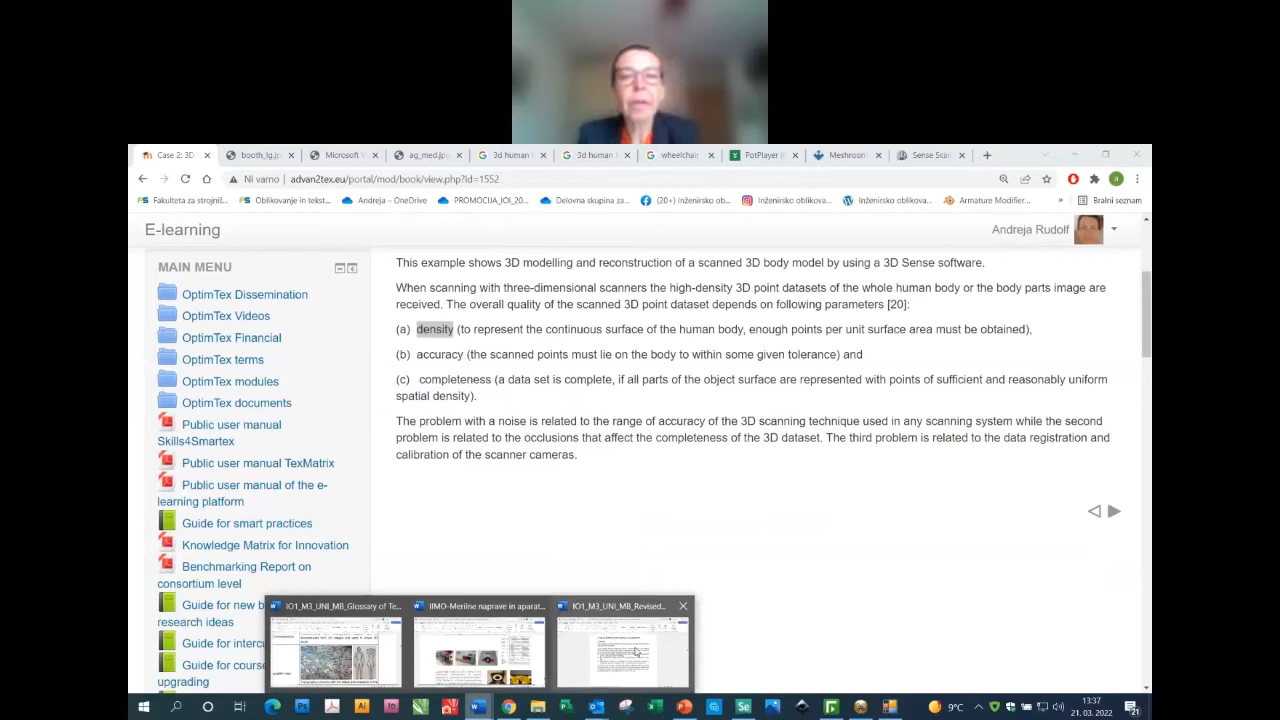 Case 2: 3D
booth_lg.jp
Microsoft
ag_med.jpg
3d human
3d human
wheelchair
PotPlayer
Meshroom
Sense Scan
Ni varno
advan2tex.eu/portal/mod/book/view.php?id=1552
Fakulteta za strojniš...
Oblikovanje in tekst...
Andreja – OneDrive
PROMOCIJA_IOI_20...
Delovna skupina za...
(20+) Inženirsko ob...
Inženirsko oblikova...
Inženirsko oblikova...
Armature Modifier...
»
Bralni seznam
E-learning
Andreja Rudolf
MAIN MENU
OptimTex Dissemination
OptimTex Videos
OptimTex Financial
OptimTex terms
OptimTex modules
OptimTex documents
Public user manual
Skills4Smartex
Public user manual TexMatrix
Public user manual of the e-
learning platform
Guide for smart practices
Knowledge Matrix for Innovation
Benchmarking Report on
consortium level
Guide for new b
research ideas
Guide for interc
Guide for cours
upgrading
This example shows 3D modelling and reconstruction of a scanned 3D body model by using a 3D Sense software.
When scanning with three-dimensional scanners the high-density 3D point datasets of the whole human body or the body parts image are
received. The overall quality of the scanned 3D point dataset depends on following parameters [20]:
(a) density (to represent the continuous surface of the human body, enough points per unit surface area must be obtained),
(b) accuracy (the scanned points must lie on the body to within some given tolerance) and
(c) completeness (a data set is complete, if all parts of the object surface are represented with points of sufficient and reasonably uniform
spatial density).
The problem with a noise is related to the range of accuracy of the 3D scanning technique used in any scanning system while the second
problem is related to the occlusions that affect the completeness of the 3D dataset. The third problem is related to the data registration and
calibration of the scanner cameras.
IO1_M3_UNI_MB_Glossary of Te...
IIMO-Merilne naprave in aparat...
IO1_M3_UNI_MB_Revised...
9°C
13:37
21. 03. 2022
21